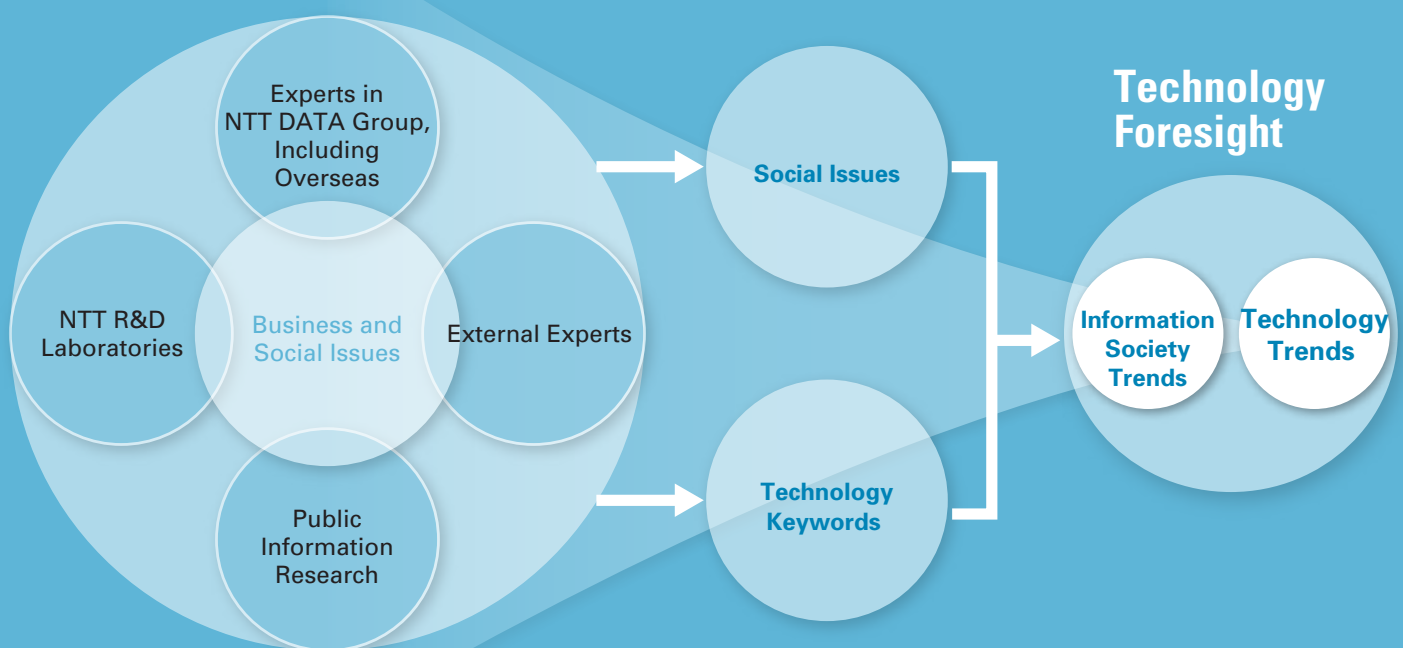 Experts in
NTT DATA Group,
Including
Overseas
NTT R&D
Laboratories
Business and
Social Issues
External Experts
Public
Information
Research
Social Issues
Technology
Keywords
Technology
Foresight
Information
Society
Trends
Technology
Trends